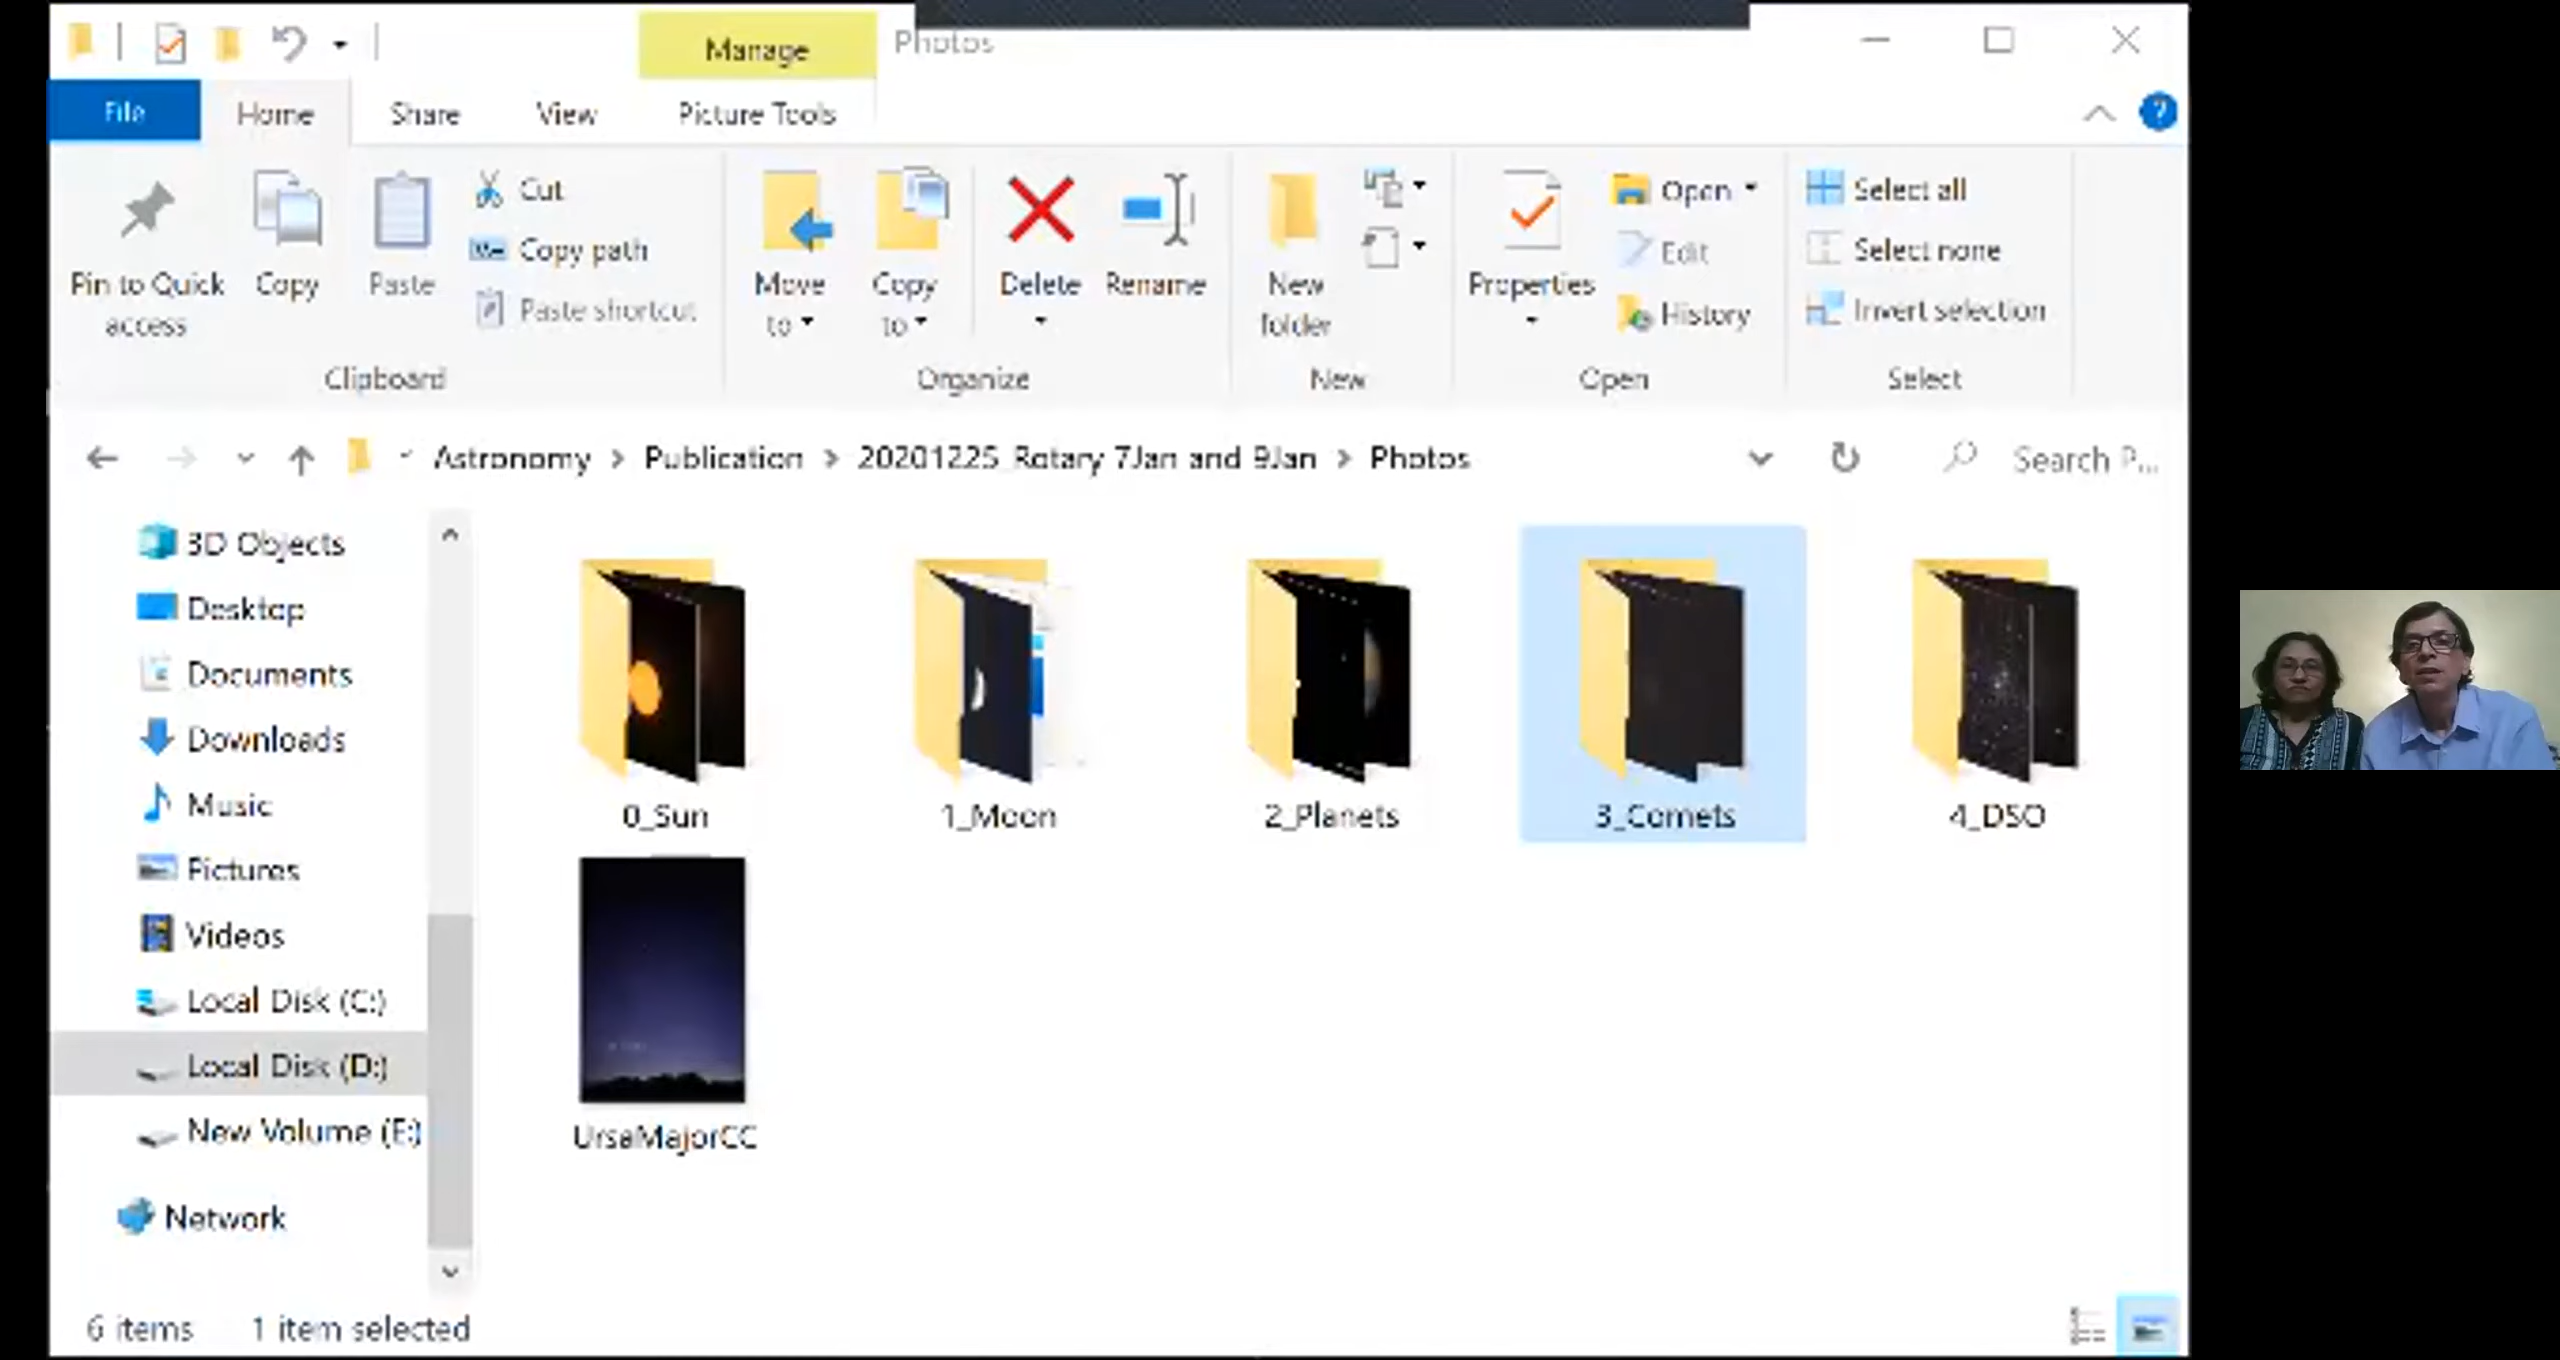 Manage
Photos
File
Home
Share
View
Picture Tools
Pin to Quick access
Copy
Paste
Cut
Copy path
Paste shortcut
Clipboard
Move to
Copy to
Delete
Rename
Organize
New folder
New
Properties
Open
Edit
History
Open
Select all
Select none
Invert selection
Select
Astronomy > Publication > 20201225_Rotary 7Jan and 9Jan > Photos
Search P...
3D Objects
Desktop
Documents
Downloads
Music
Pictures
Videos
Local Disk (C:)
Local Disk (D:)
New Volume (E:)
Network
0_Sun
1_Moon
2_Planets
3_Comets
4_DSO
UrsaMajorCC
6 items
1 item selected